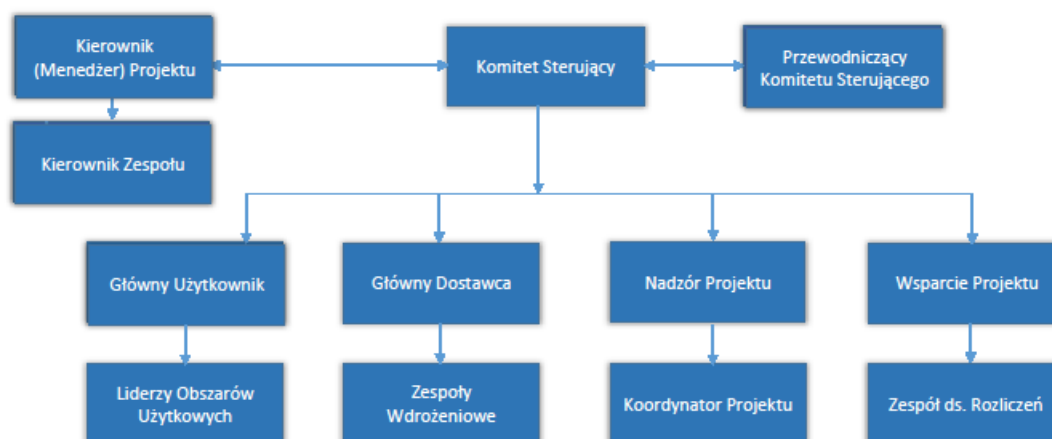 Kierownik
(Menedżer) Projektu
Komitet Sterujący
Przewodniczący
Komitetu Sterującego
Kierownik Zespołu
Główny Użytkownik
Główny Dostawca
Nadzór Projektu
Wsparcie Projektu
Liderzy Obszarów
Użytkowych
Zespoły
Wdrożeniowe
Koordynator Projektu
Zespół ds. Rozliczeń